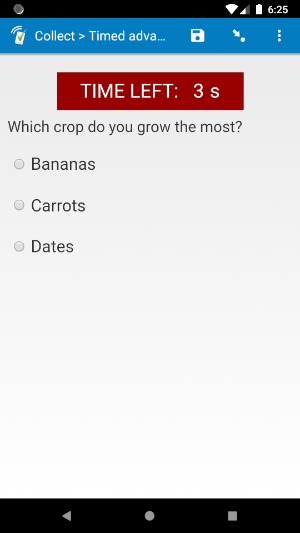 6:25
Collect > Timed adva...
TIME LEFT: 3 s
Which crop do you grow the most?
Bananas
Carrots
Dates